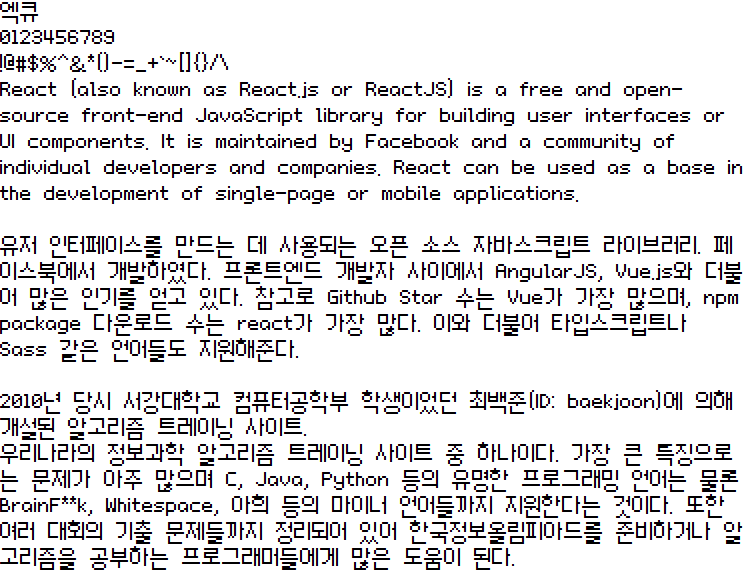 엑큐
0123456789
!@#$%^&*()-=_+`~[]{}/\
React (also known as React.js or ReactJS) is a free and open-
source front-end JavaScript library for building user interfaces or
UI components. It is maintained by Facebook and a community of
individual developers and companies. React can be used as a base in
the development of single-page or mobile applications.

유저 인터페이스를 만드는 데 사용되는 오픈 소스 자바스크립트 라이브러리. 페
이스북에서 개발하였다. 프론트엔드 개발자 사이에서 AngularJS, Vue.js와 더불
어 많은 인기를 얻고 있다. 참고로 Github Star 수는 Vue가 가장 많으며, npm
package 다운로드 수는 react가 가장 많다. 이와 더불어 타입스크립트나
Sass 같은 언어들도 지원해준다.

2010년 당시 서강대학교 컴퓨터공학부 학생이었던 최백준(ID: baekjoon)에 의해
개설된 알고리즘 트레이닝 사이트.
우리나라의 정보과학 알고리즘 트레이닝 사이트 중 하나이다. 가장 큰 특징으로
는 문제가 아주 많으며 C, Java, Python 등의 유명한 프로그래밍 언어는 물론
BrainF**k, Whitespace, 아희 등의 마이너 언어들까지 지원한다는 것이다. 또한
여러 대회의 기출 문제들까지 정리되어 있어 한국정보올림피아드를 준비하거나 알
고리즘을 공부하는 프로그래머들에게 많은 도움이 된다.